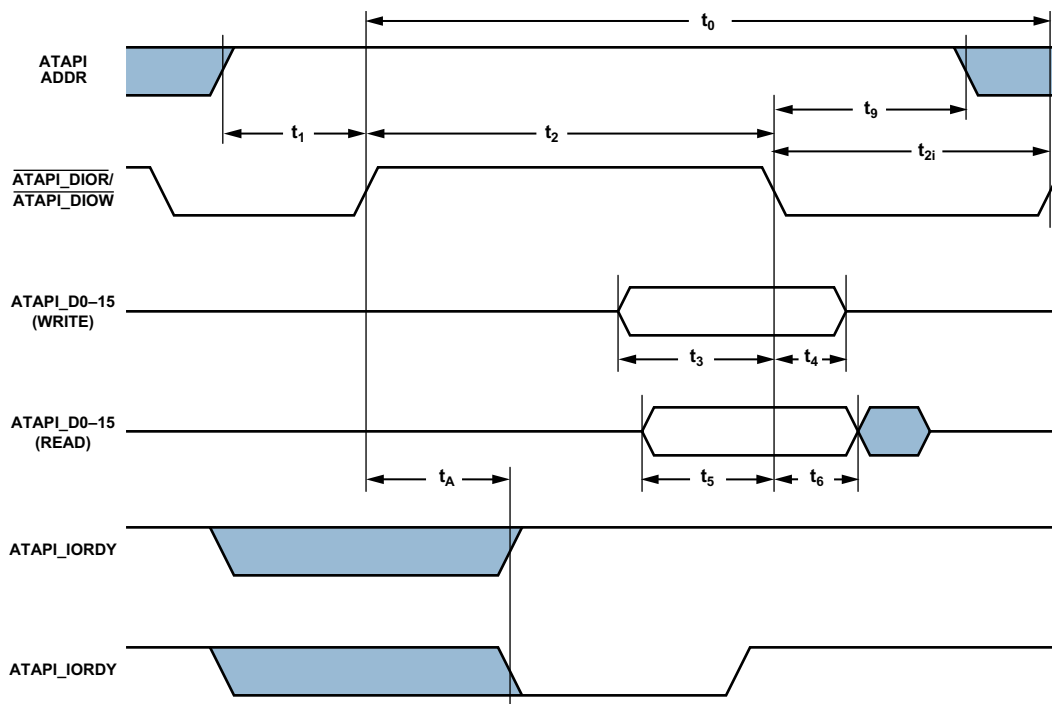 t0
ATAPI
ADDR
t9
t1
t2
t2i
ATAPI_DIOR/
ATAPI_DIOW
ATAPI_D0–15
(WRITE)
t3
t4
ATAPI_D0–15
(READ)
tA
t5
t6
ATAPI_IORDY
ATAPI_IORDY